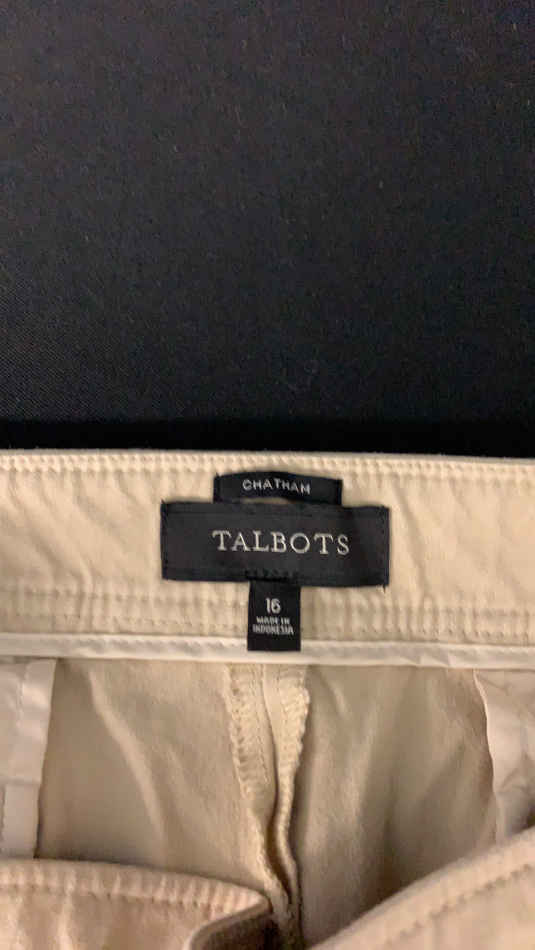 CHATHAM
TALBOTS
16
MADE IN
INDONESIA